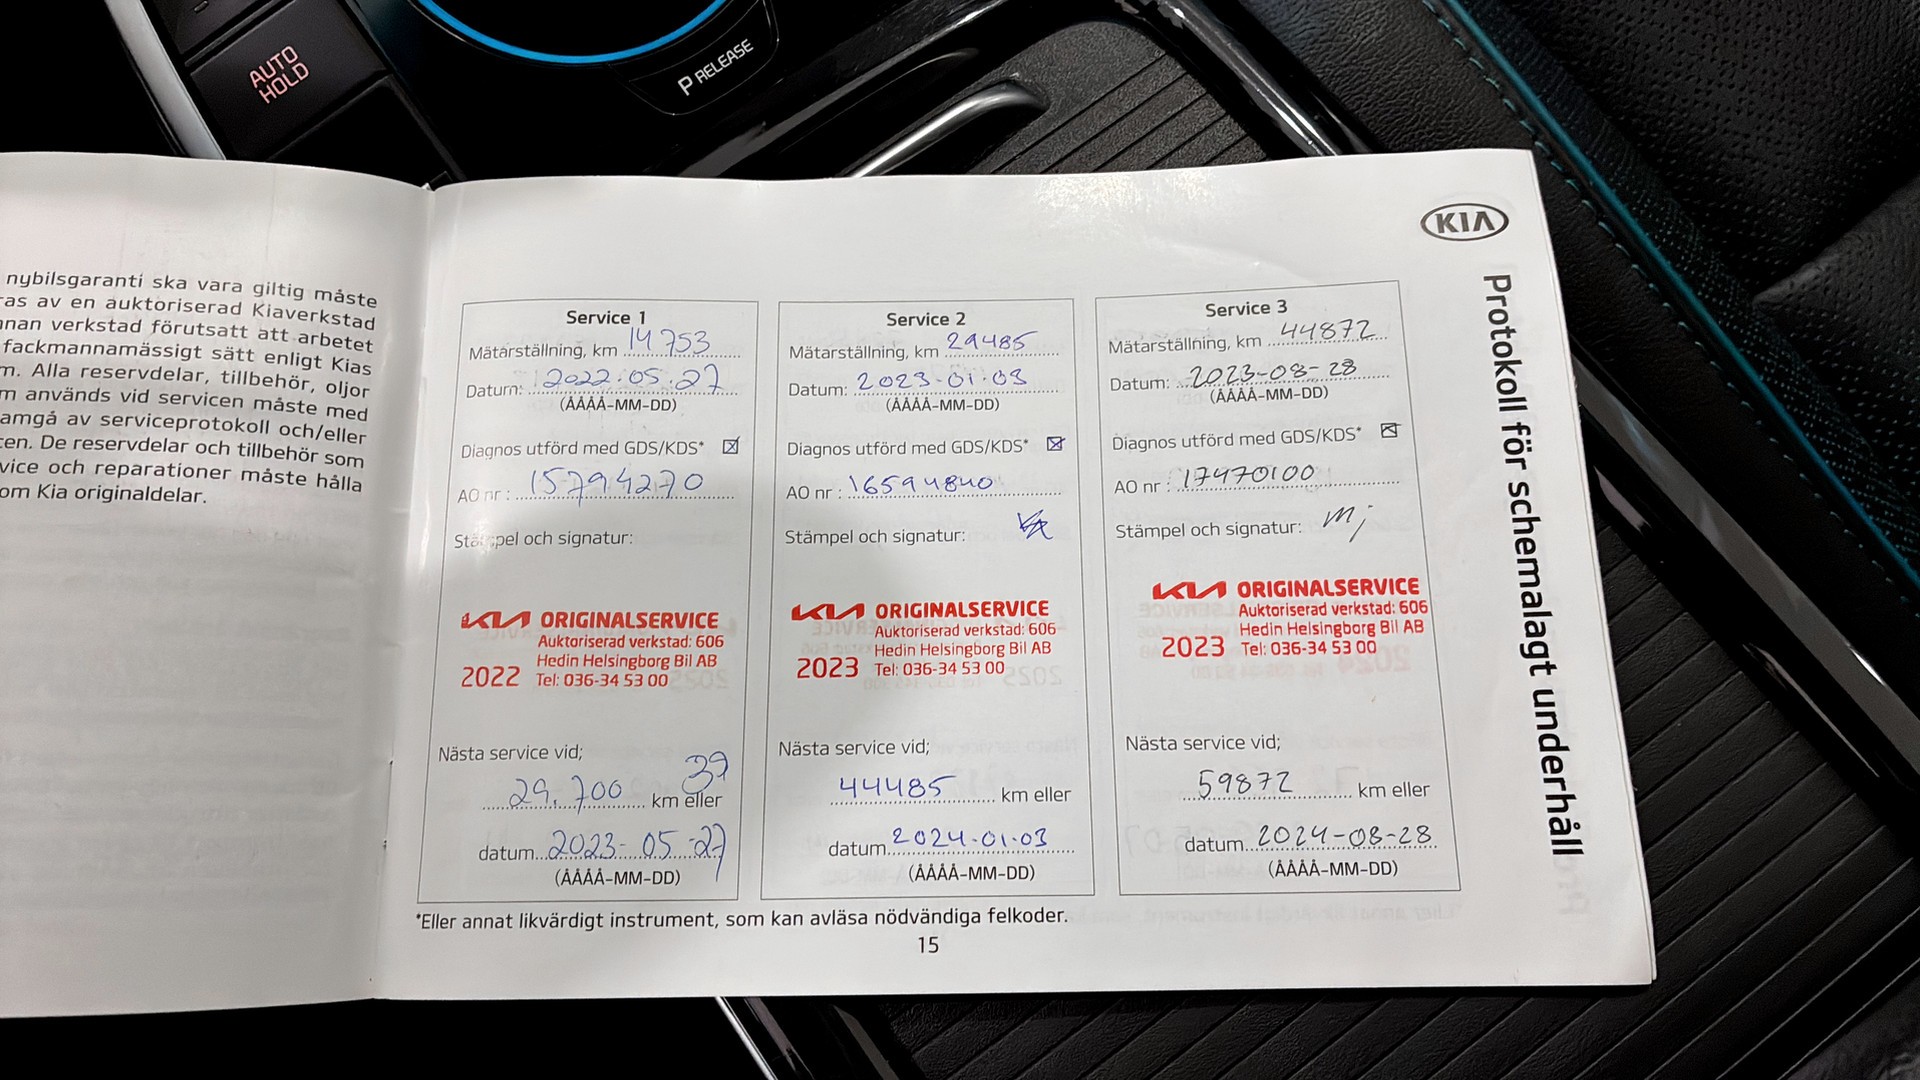 AUTO
HOLD
P RELEASE
nybilsgaranti ska vara giltig måste
ras av en auktoriserad Kiaverkstad
nnan verkstad förutsatt att arbetet
fackmannamässigt sätt enligt Kias
m. Alla reservdelar, tillbehör, oljor
m används vid servicen måste med
amgå av serviceprotokoll och/eller
cen. De reservdelar och tillbehör som
vice och reparationer måste hålla
om Kia originaldelar.
KIA
Protokoll för schemalagt underhåll
Service 1
Mätarställning, km 14 753
Datum: 2022.05.27
(ÅÅÅÅ-MM-DD)
Diagnos utförd med GDS/KDS*
AO nr : 15794270
Stämpel och signatur:
KIA ORIGINALSERVICE
Auktoriserad verkstad: 606
Hedin Helsingborg Bil AB
2022 Tel: 036-34 53 00
Nästa service vid;
39
29.700 km eller
datum 2023-05-27
(ÅÅÅÅ-MM-DD)
Service 2
Mätarställning, km 29485
Datum: 2023-01-03
(ÅÅÅÅ-MM-DD)
Diagnos utförd med GDS/KDS*
AO nr : 16594840
Stämpel och signatur:
KIA ORIGINALSERVICE
Auktoriserad verkstad: 606
Hedin Helsingborg Bil AB
2023 Tel: 036-34 53 00
Nästa service vid;
44485 km eller
datum 2024-01-03
(ÅÅÅÅ-MM-DD)
Service 3
Mätarställning, km 44872
Datum: 2023-08-28
(ÅÅÅÅ-MM-DD)
Diagnos utförd med GDS/KDS*
AO nr : 17470100
Stämpel och signatur: mj
KIA ORIGINALSERVICE
Auktoriserad verkstad: 606
Hedin Helsingborg Bil AB
2023 Tel: 036-34 53 00
Nästa service vid;
59872 km eller
datum 2024-08-28
(ÅÅÅÅ-MM-DD)
*Eller annat likvärdigt instrument, som kan avläsa nödvändiga felkoder.
15